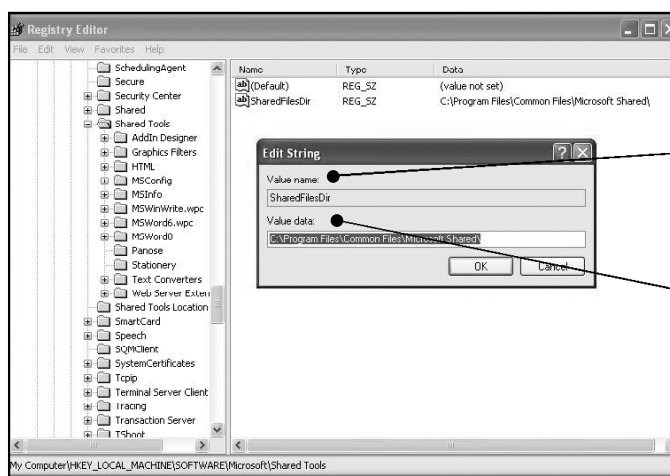 Registry Editor
File Edit View Favorites Help
SchedulingAgent
Secure
Security Center
Shared
Shared Tools
AddIn Designer
Graphics Filters
HTML
MSConfig
MSInfo
MSWinWrite.wpc
MSWord6.wpc
MSWord8
Panose
Stationery
Text Converters
Web Server Exten
Shared Tools Location
SmartCard
Speech
SQMClient
SystemCertificates
Tcpip
Terminal Server Client
Tracing
Transaction Server
TShoot
Name Type Data
(Default) REG_SZ (value not set)
SharedFilesDir REG_SZ C:\Program Files\Common Files\Microsoft Shared\
Edit String
Value name:
SharedFilesDir
Value data:
C:\Program Files\Common Files\Microsoft Shared\
OK Cancel
My Computer\HKEY_LOCAL_MACHINE\SOFTWARE\Microsoft\Shared Tools